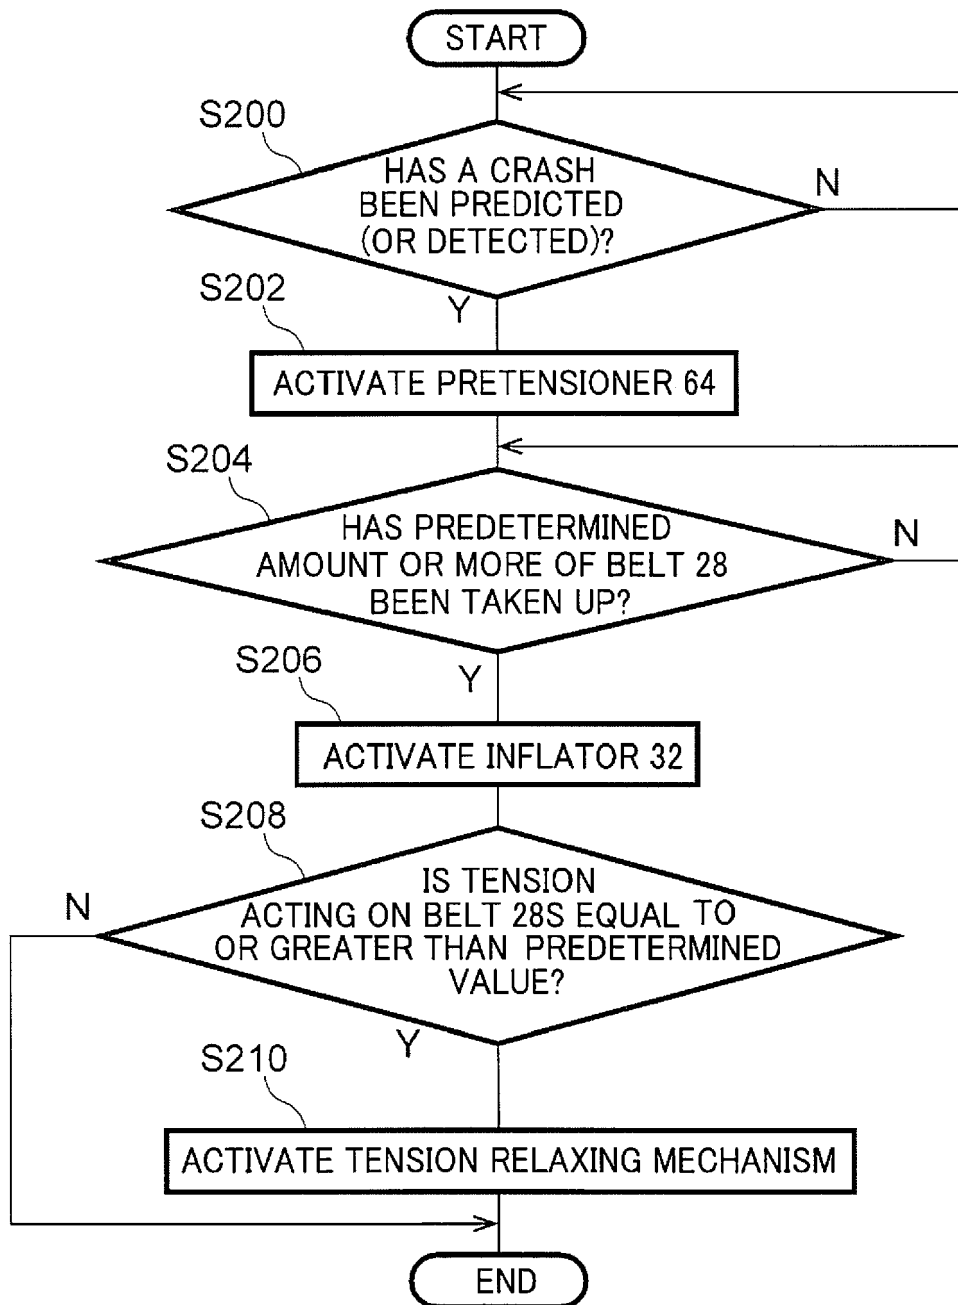 START
S200
HAS A CRASH
BEEN PREDICTED
(OR DETECTED)?
N
Y
S202
ACTIVATE PRETENSIONER 64
S204
HAS PREDETERMINED
AMOUNT OR MORE OF BELT 28
BEEN TAKEN UP?
N
Y
S206
ACTIVATE INFLATOR 32
S208
IS TENSION
ACTING ON BELT 28S EQUAL TO
OR GREATER THAN PREDETERMINED
VALUE?
N
Y
S210
ACTIVATE TENSION RELAXING MECHANISM
END